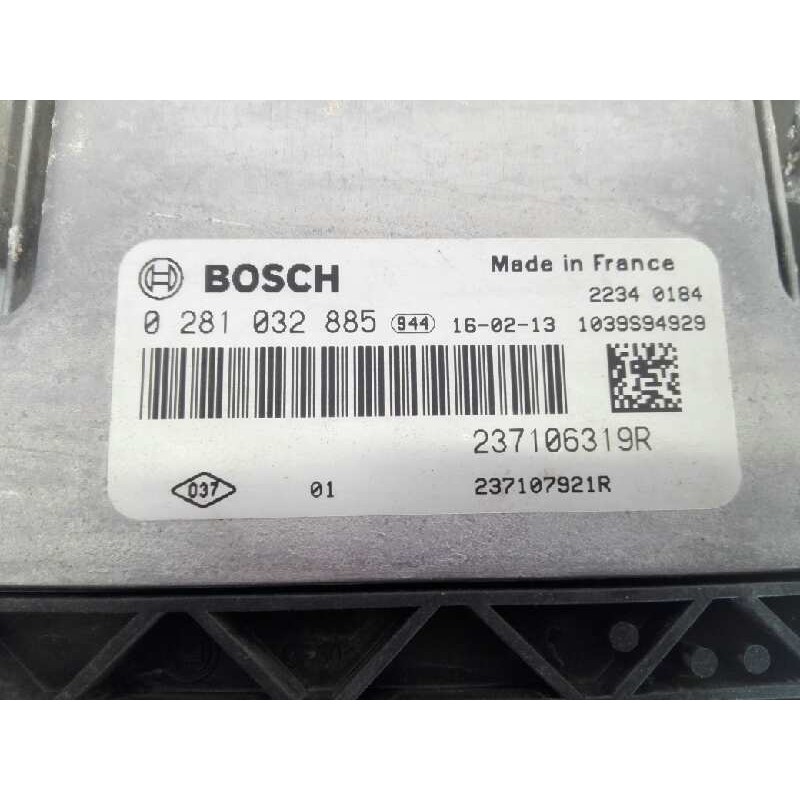 BOSCH
Made in France
2234 0184
0 281 032 885 944 16-02-13 1039S94929
237106319R
037 01 237107921R